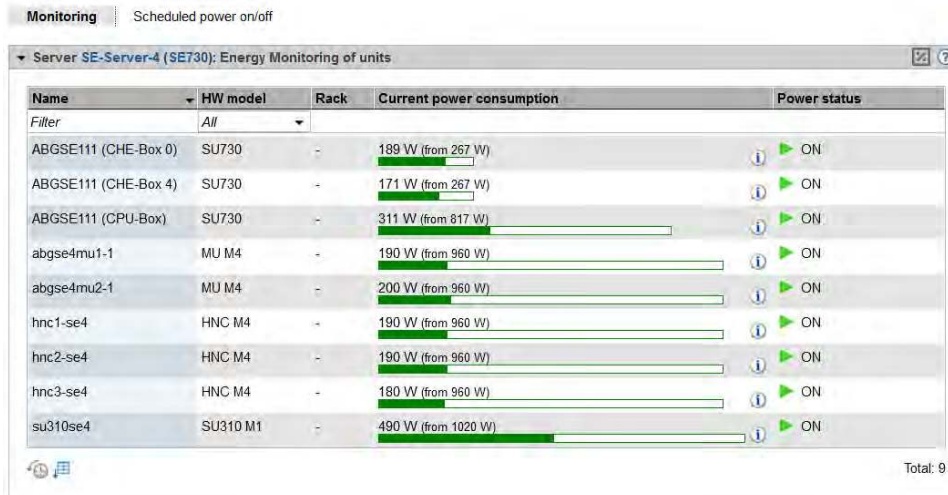 Monitoring Scheduled power on/off
Server SE-Server-4 (SE730): Energy Monitoring of units
Name HW model Rack Current power consumption Power status
Filter All
ABGSE111 (CHE-Box 0) SU730 - 189 W (from 267 W) ON
ABGSE111 (CHE-Box 4) SU730 - 171 W (from 267 W) ON
ABGSE111 (CPU-Box) SU730 - 311 W (from 817 W) ON
abgse4mu1-1 MU M4 - 190 W (from 960 W) ON
abgse4mu2-1 MU M4 - 200 W (from 960 W) ON
hnc1-se4 HNC M4 - 190 W (from 960 W) ON
hnc2-se4 HNC M4 - 190 W (from 960 W) ON
hnc3-se4 HNC M4 - 180 W (from 960 W) ON
su310se4 SU310 M1 - 490 W (from 1020 W) ON
Total: 9